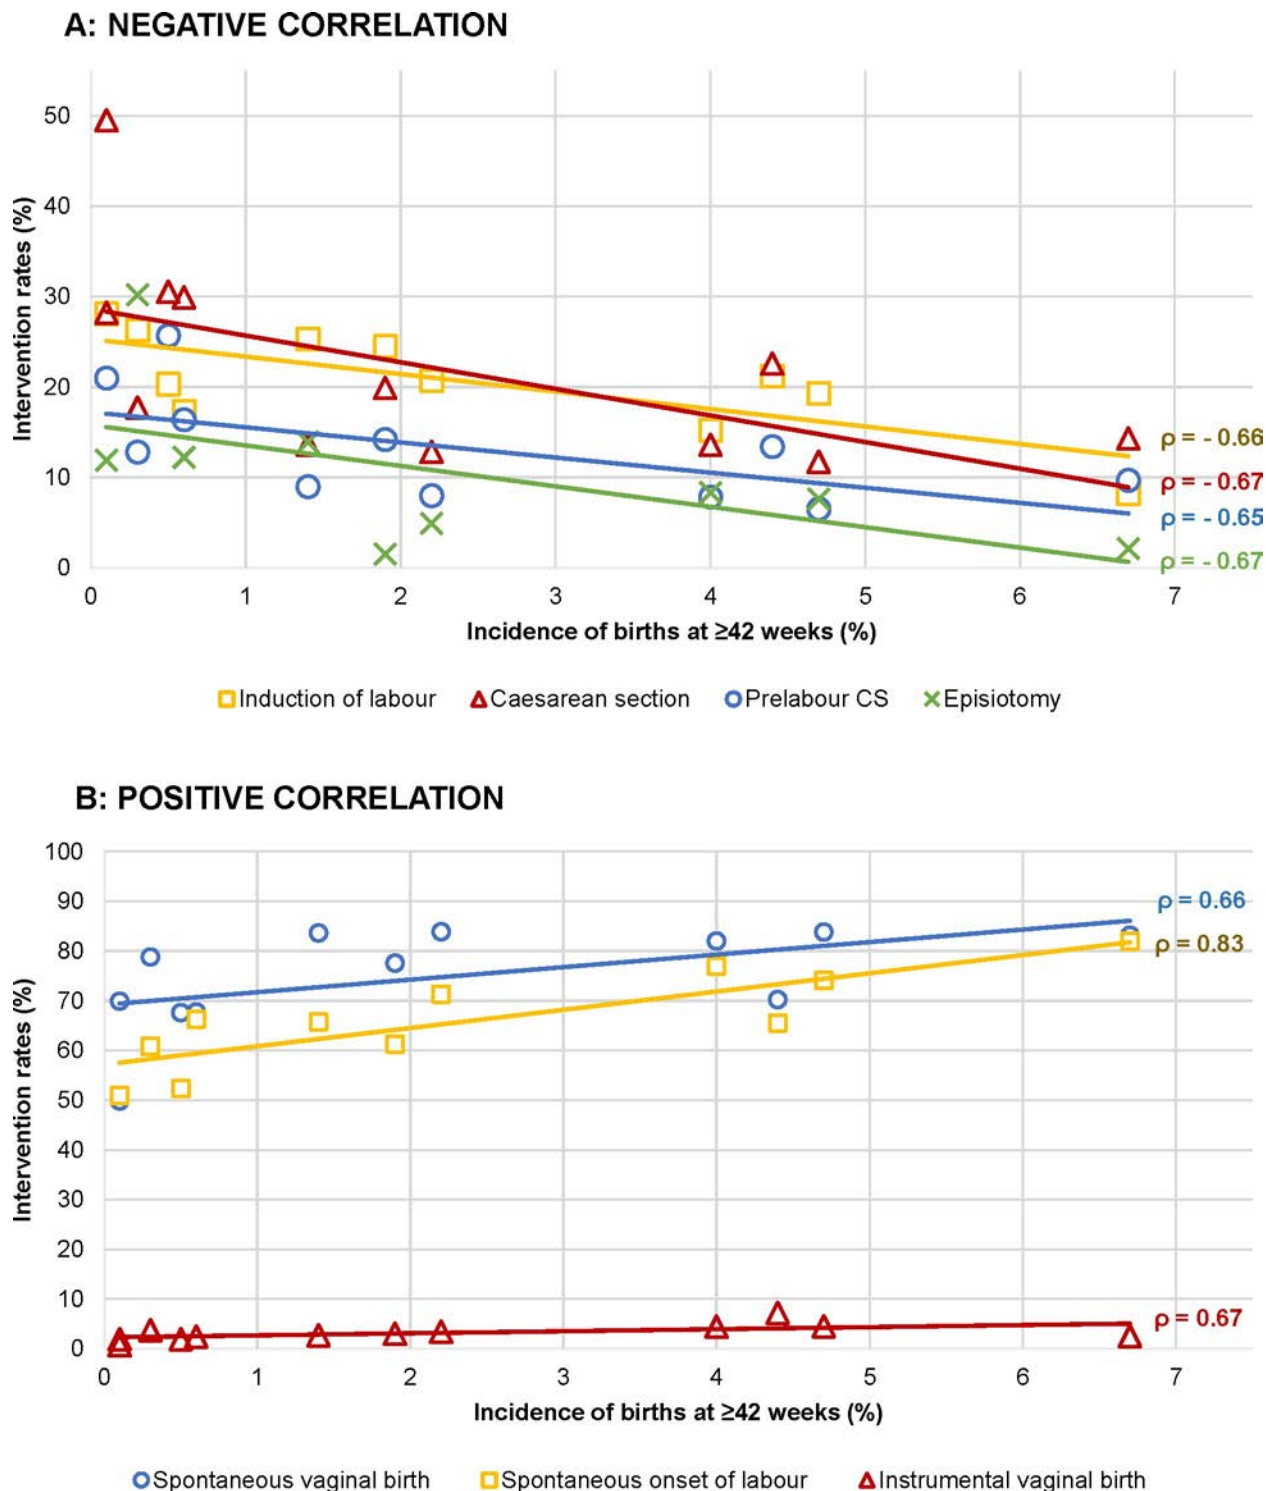 A: NEGATIVE CORRELATION
50
40
30
20
10
0
Intervention rates (%)
ρ = - 0.66
ρ = - 0.67
ρ = - 0.65
ρ = - 0.67
0 1 2 3 4 5 6 7
Incidence of births at ≥42 weeks (%)
Induction of labour Caesarean section Prelabour CS Episiotomy
B: POSITIVE CORRELATION
100
90
80
70
60
50
40
30
20
10
0
Intervention rates (%)
ρ = 0.66
ρ = 0.83
ρ = 0.67
0 1 2 3 4 5 6 7
Incidence of births at ≥42 weeks (%)
Spontaneous vaginal birth Spontaneous onset of labour Instrumental vaginal birth